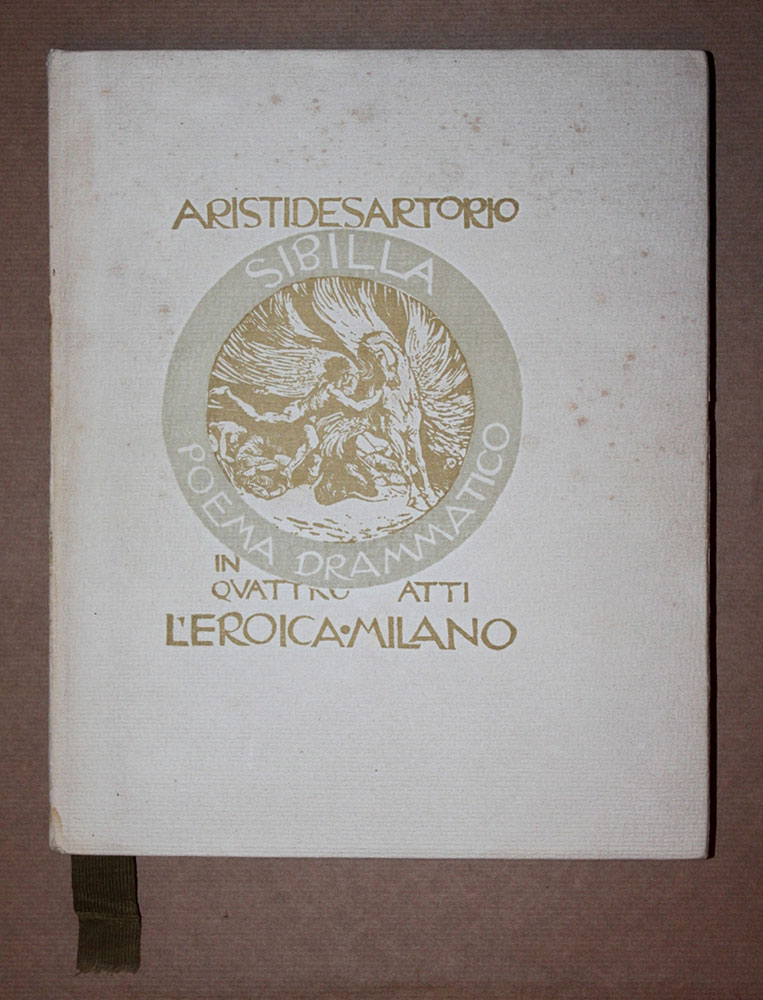 ARISTIDESARTORIO
SIBILLA
POEMA DRAMMATICO
IN
QVATTRO ATTI
L'EROICA•MILANO